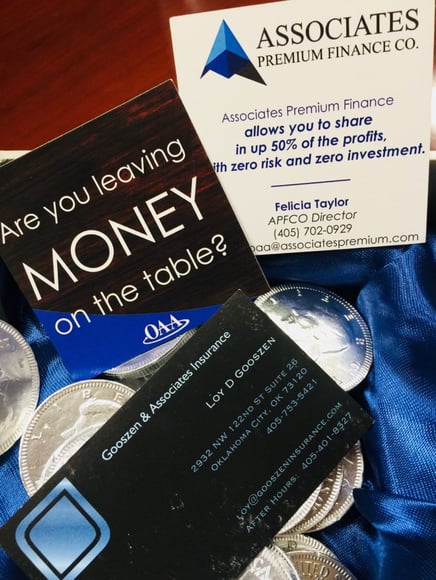 ASSOCIATES
PREMIUM FINANCE CO.
Associates Premium Finance
allows you to share
in up 50% of the profits,
with zero risk and zero investment.
Felicia Taylor
APFCO Director
(405) 702-0929
oaa@associatespremium.com
Are you leaving
MONEY
on the table?
OAA
Gooszen & Associates Insurance
Loy D Gooszen
2932 NW 122nd St Suite 26
Oklahoma City, OK 73120
405-753-5421
loy@gooszeninsurance.com
After Hours: 405-401-8327